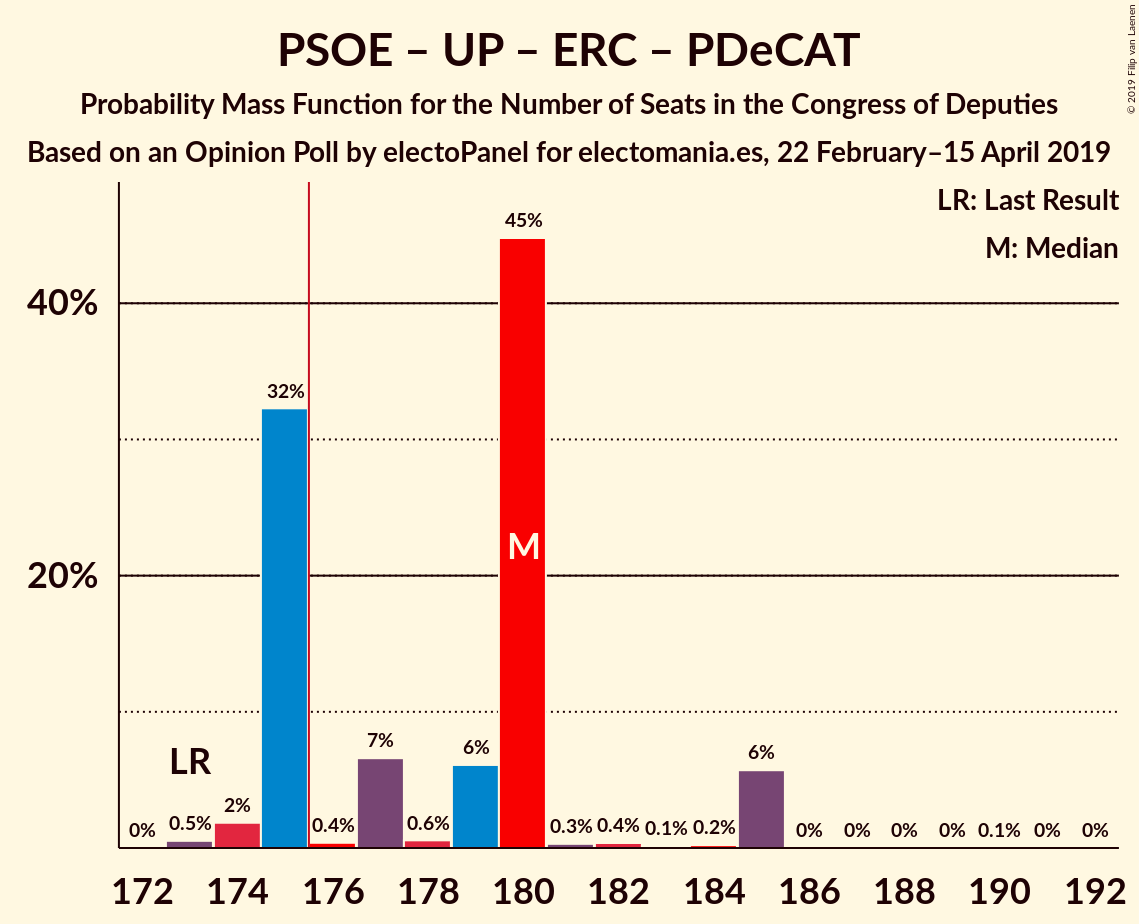 PSOE – UP – ERC – PDeCAT
Probability Mass Function for the Number of Seats in the Congress of Deputies
Based on an Opinion Poll by electoPanel for electomania.es, 22 February–15 April 2019
© 2019 Filip van Laenen
LR: Last Result
M: Median
40%
20%
LR
M
0%
0.5%
2%
32%
0.4%
7%
0.6%
6%
45%
0.3%
0.4%
0.1%
0.2%
6%
0%
0%
0%
0%
0.1%
0%
0%
172 174 176 178 180 182 184 186 188 190 192